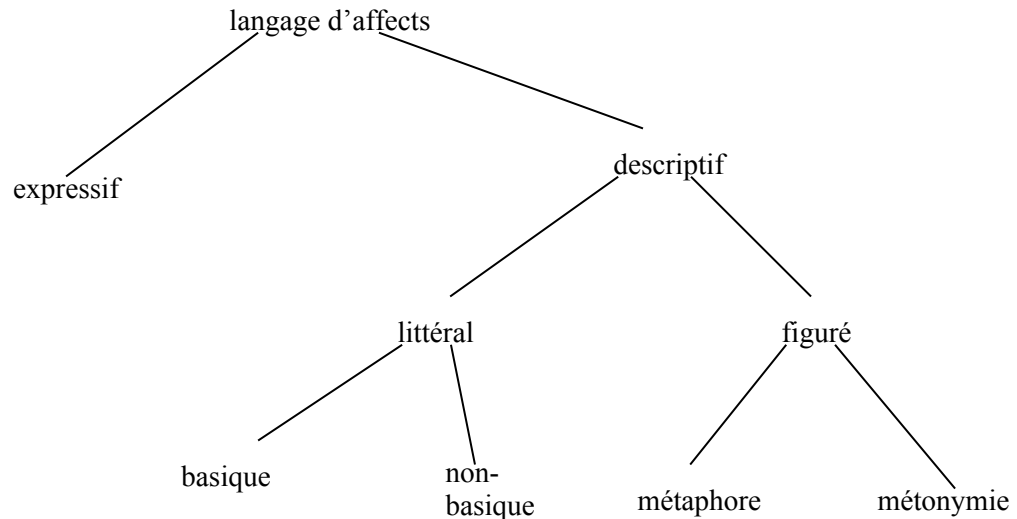 langage d’affects
expressif
descriptif
littéral
figuré
basique
non-
basique
métaphore
métonymie